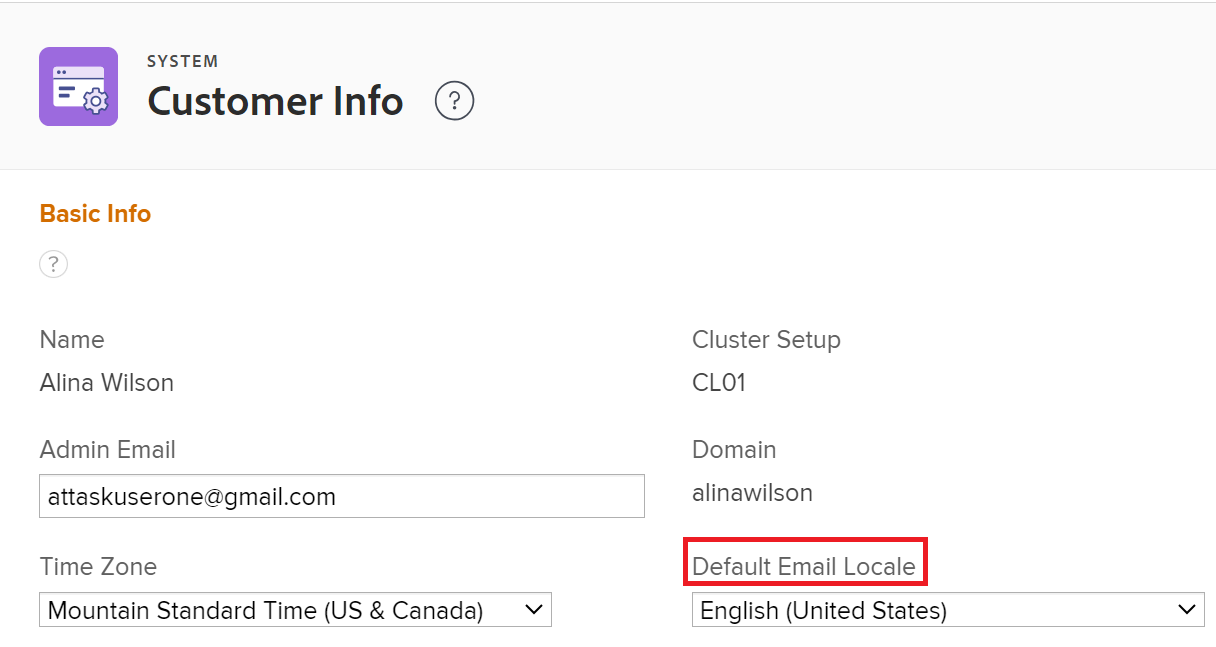 SYSTEM
Customer Info
?
Basic Info
?
Name
Alina Wilson
Cluster Setup
CL01
Admin Email
attaskuserone@gmail.com
Domain
alinawilson
Time Zone
Mountain Standard Time (US & Canada)
Default Email Locale
English (United States)